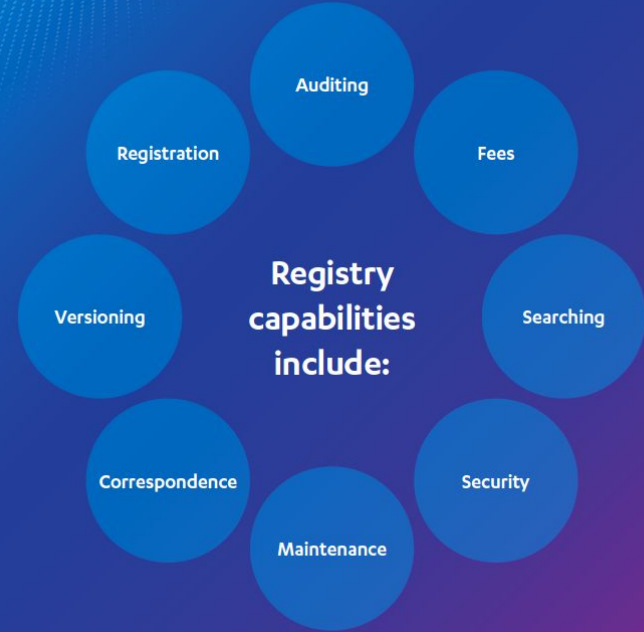 Auditing
Registration
Fees
Registry
capabilities
include:
Versioning
Searching
Correspondence
Security
Maintenance